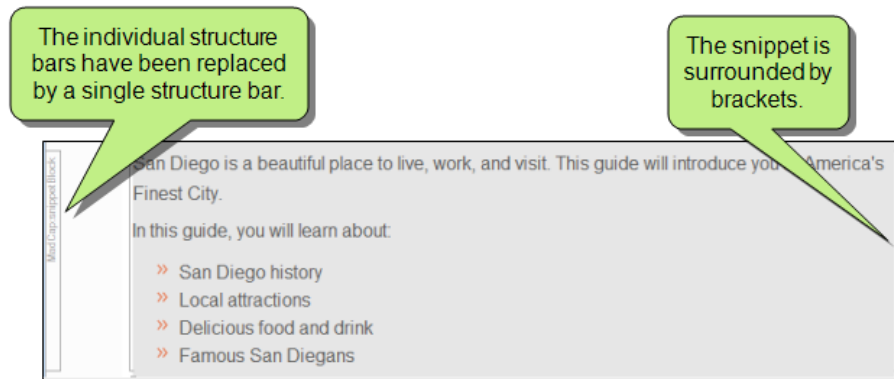 The individual structure
bars have been replaced
by a single structure bar.
The snippet is
surrounded by
brackets.
MadCap:snippetBlock
San Diego is a beautiful place to live, work, and visit. This guide will introduce you America's
Finest City.
In this guide, you will learn about:
» San Diego history
» Local attractions
» Delicious food and drink
» Famous San Diegans